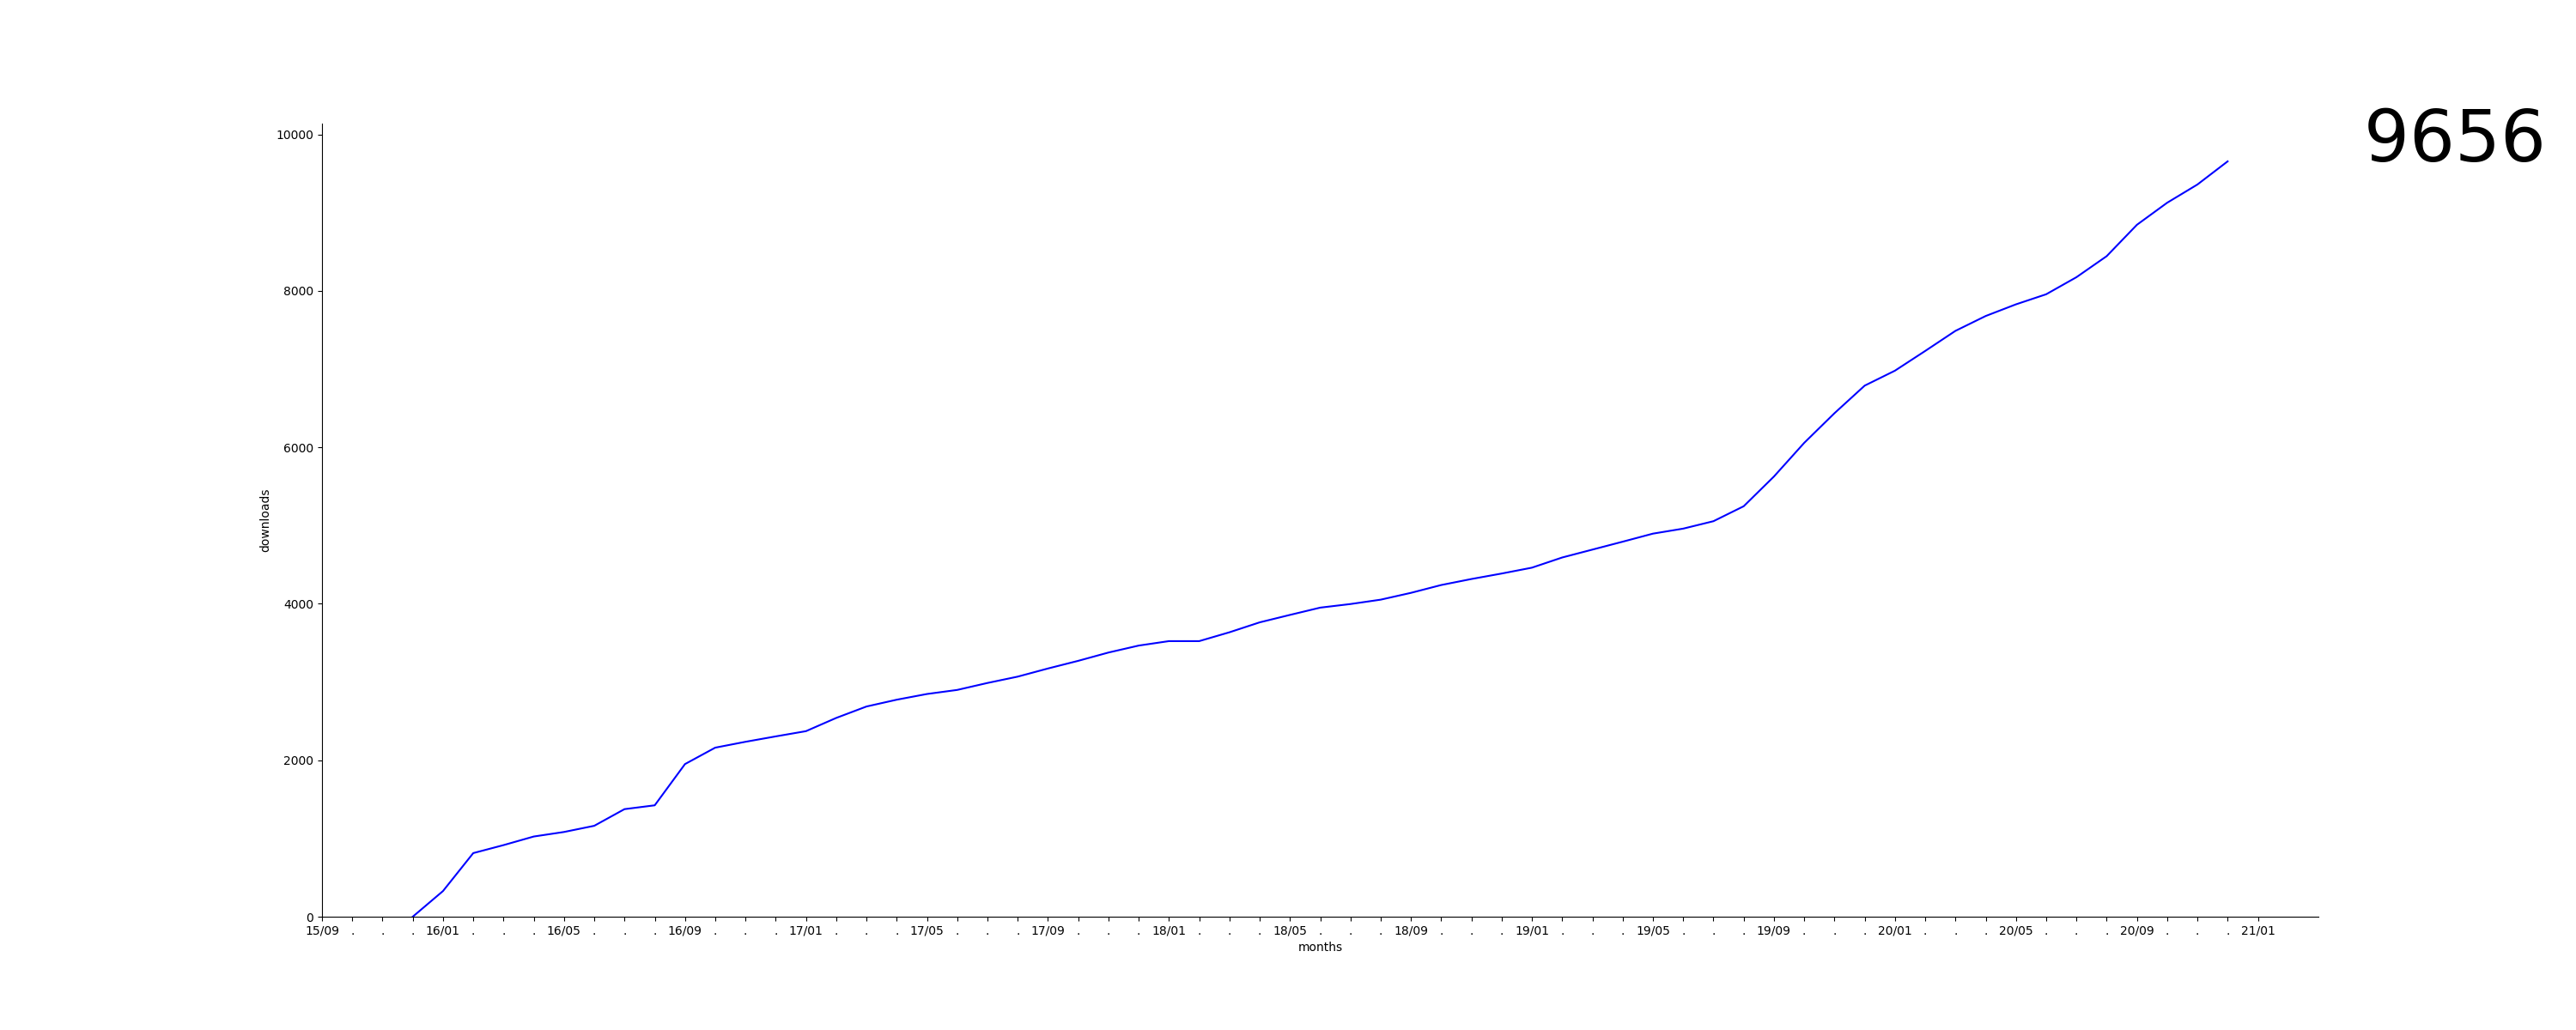 9656
10000
8000
6000
4000
2000
0
downloads
15/09 . . . 16/01 . . . 16/05 . . . 16/09 . . . 17/01 . . . 17/05 . . . 17/09 . . . 18/01 . . . 18/05 . . . 18/09 . . . 19/01 . . . 19/05 . . . 19/09 . . . 20/01 . . . 20/05 . . . 20/09 . . . 21/01
months